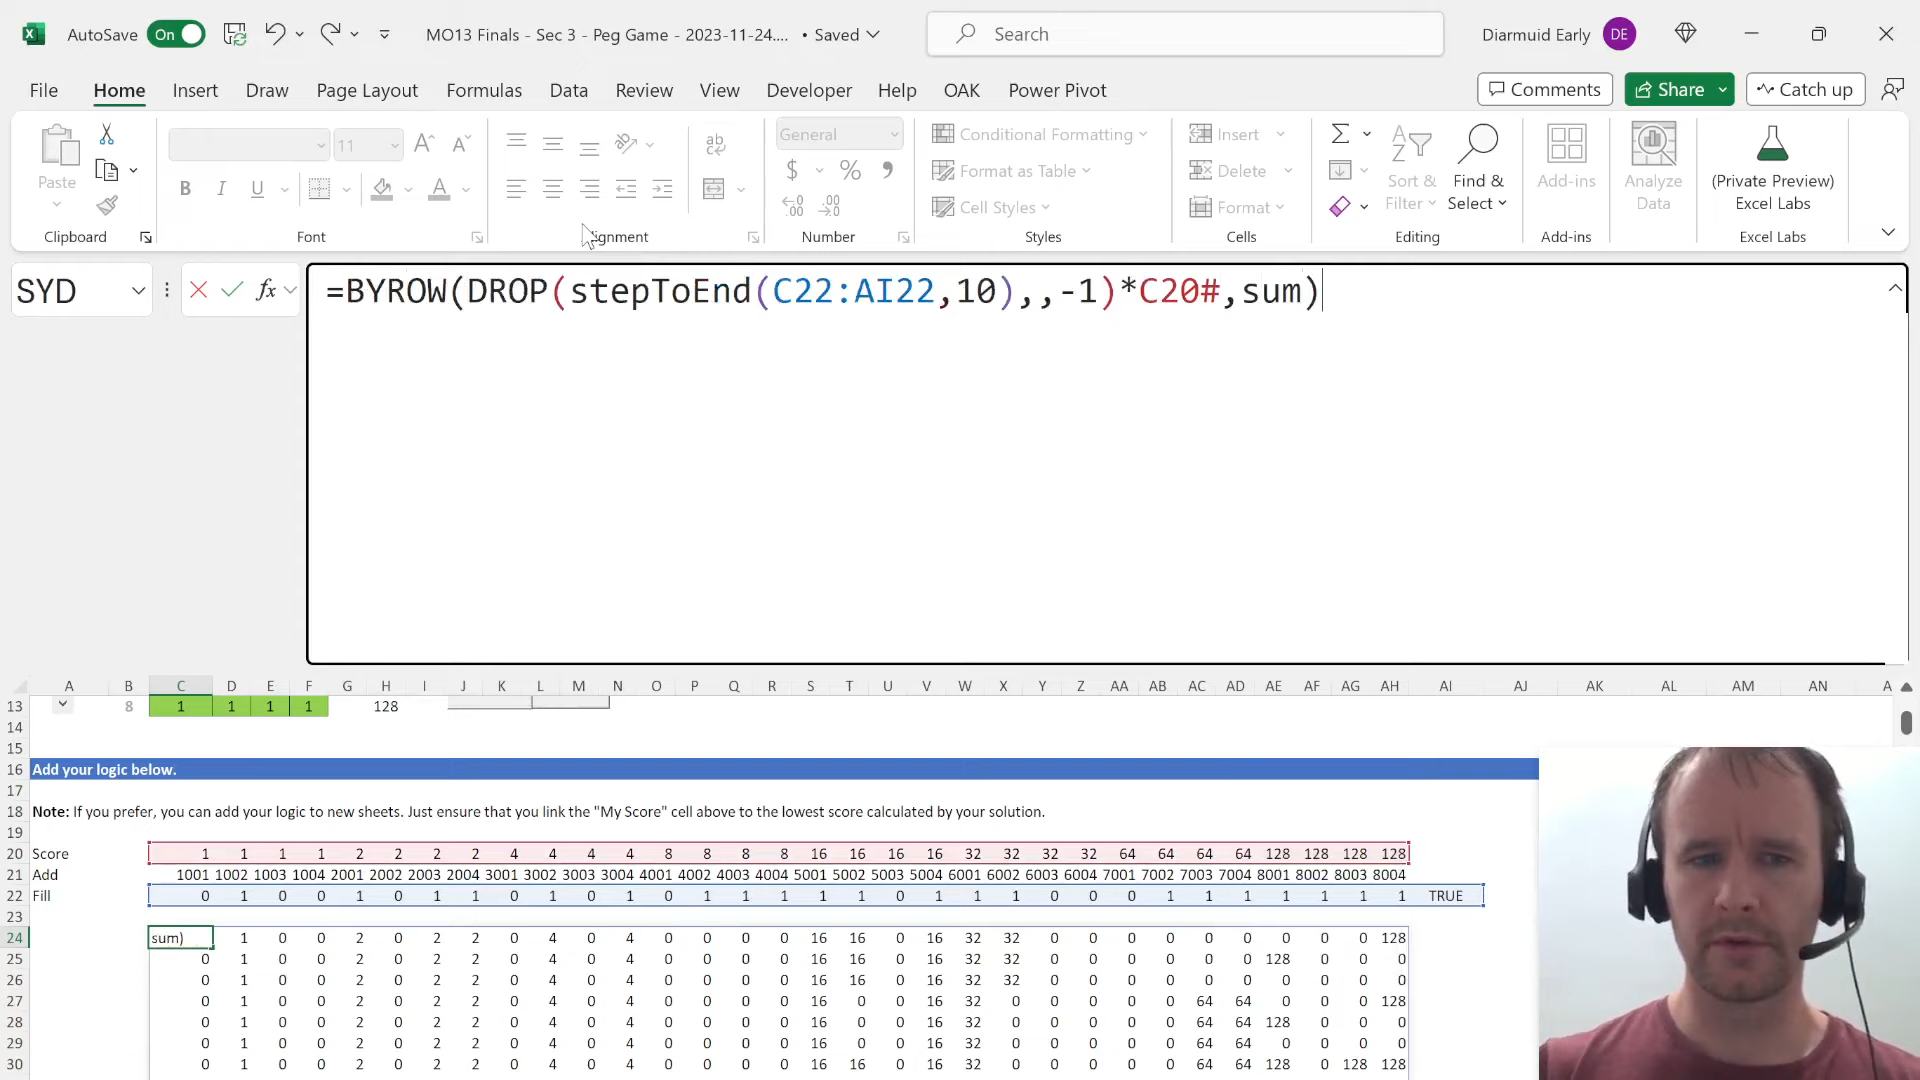 AutoSave On MO13 Finals - Sec 3 - Peg Game - 2023-11-24.... • Saved Search Diarmuid Early DE
File Home Insert Draw Page Layout Formulas Data Review View Developer Help OAK Power Pivot Comments Share Catch up
Paste 11 General Conditional Formatting Format as Table Cell Styles Insert Delete Format Sort & Filter Find & Select Add-ins Analyze Data (Private Preview) Excel Labs
Clipboard Font Alignment Number Styles Cells Editing Add-ins Excel Labs
SYD fx =BYROW(DROP(stepToEnd(C22:AI22,10),,-1)*C20#,sum)
A B C D E F G H I J K L M N O P Q R S T U V W X Y Z AA AB AC AD AE AF AG AH AI AJ AK AL AM AN A
13 8 1 1 1 1 128
14
15
16 Add your logic below.
17
18 Note: If you prefer, you can add your logic to new sheets. Just ensure that you link the "My Score" cell above to the lowest score calculated by your solution.
19
20 Score 1 1 1 1 2 2 2 2 4 4 4 4 8 8 8 8 16 16 16 16 32 32 32 32 64 64 64 64 128 128 128 128
21 Add 1001 1002 1003 1004 2001 2002 2003 2004 3001 3002 3003 3004 4001 4002 4003 4004 5001 5002 5003 5004 6001 6002 6003 6004 7001 7002 7003 7004 8001 8002 8003 8004
22 Fill 0 1 0 0 1 0 1 1 0 1 0 1 0 1 1 1 1 1 0 1 1 1 0 0 0 1 1 1 1 1 1 1 TRUE
23
24 sum) 1 0 0 2 0 2 2 0 4 0 4 0 0 0 0 16 16 0 16 32 32 0 0 0 0 0 0 0 0 0 128
25 0 1 0 0 2 0 2 2 0 4 0 4 0 0 0 0 16 16 0 16 32 32 0 0 0 0 0 0 128 0 0 0
26 0 1 0 0 2 0 2 2 0 4 0 4 0 0 0 0 16 16 0 16 32 32 0 0 0 0 0 0 0 0 0 0
27 0 1 0 0 2 0 2 2 0 4 0 4 0 0 0 0 16 0 0 16 32 0 0 0 0 0 64 64 0 0 0 128
28 0 1 0 0 2 0 2 2 0 4 0 4 0 0 0 0 16 0 0 16 32 0 0 0 0 0 64 64 128 0 0 0
29 0 1 0 0 2 0 2 2 0 4 0 4 0 0 0 0 16 0 0 16 32 0 0 0 0 0 64 64 0 0 0 0
30 0 1 0 0 2 0 2 2 0 4 0 4 0 0 0 0 16 16 0 16 32 0 0 0 0 0 64 64 128 0 128 128